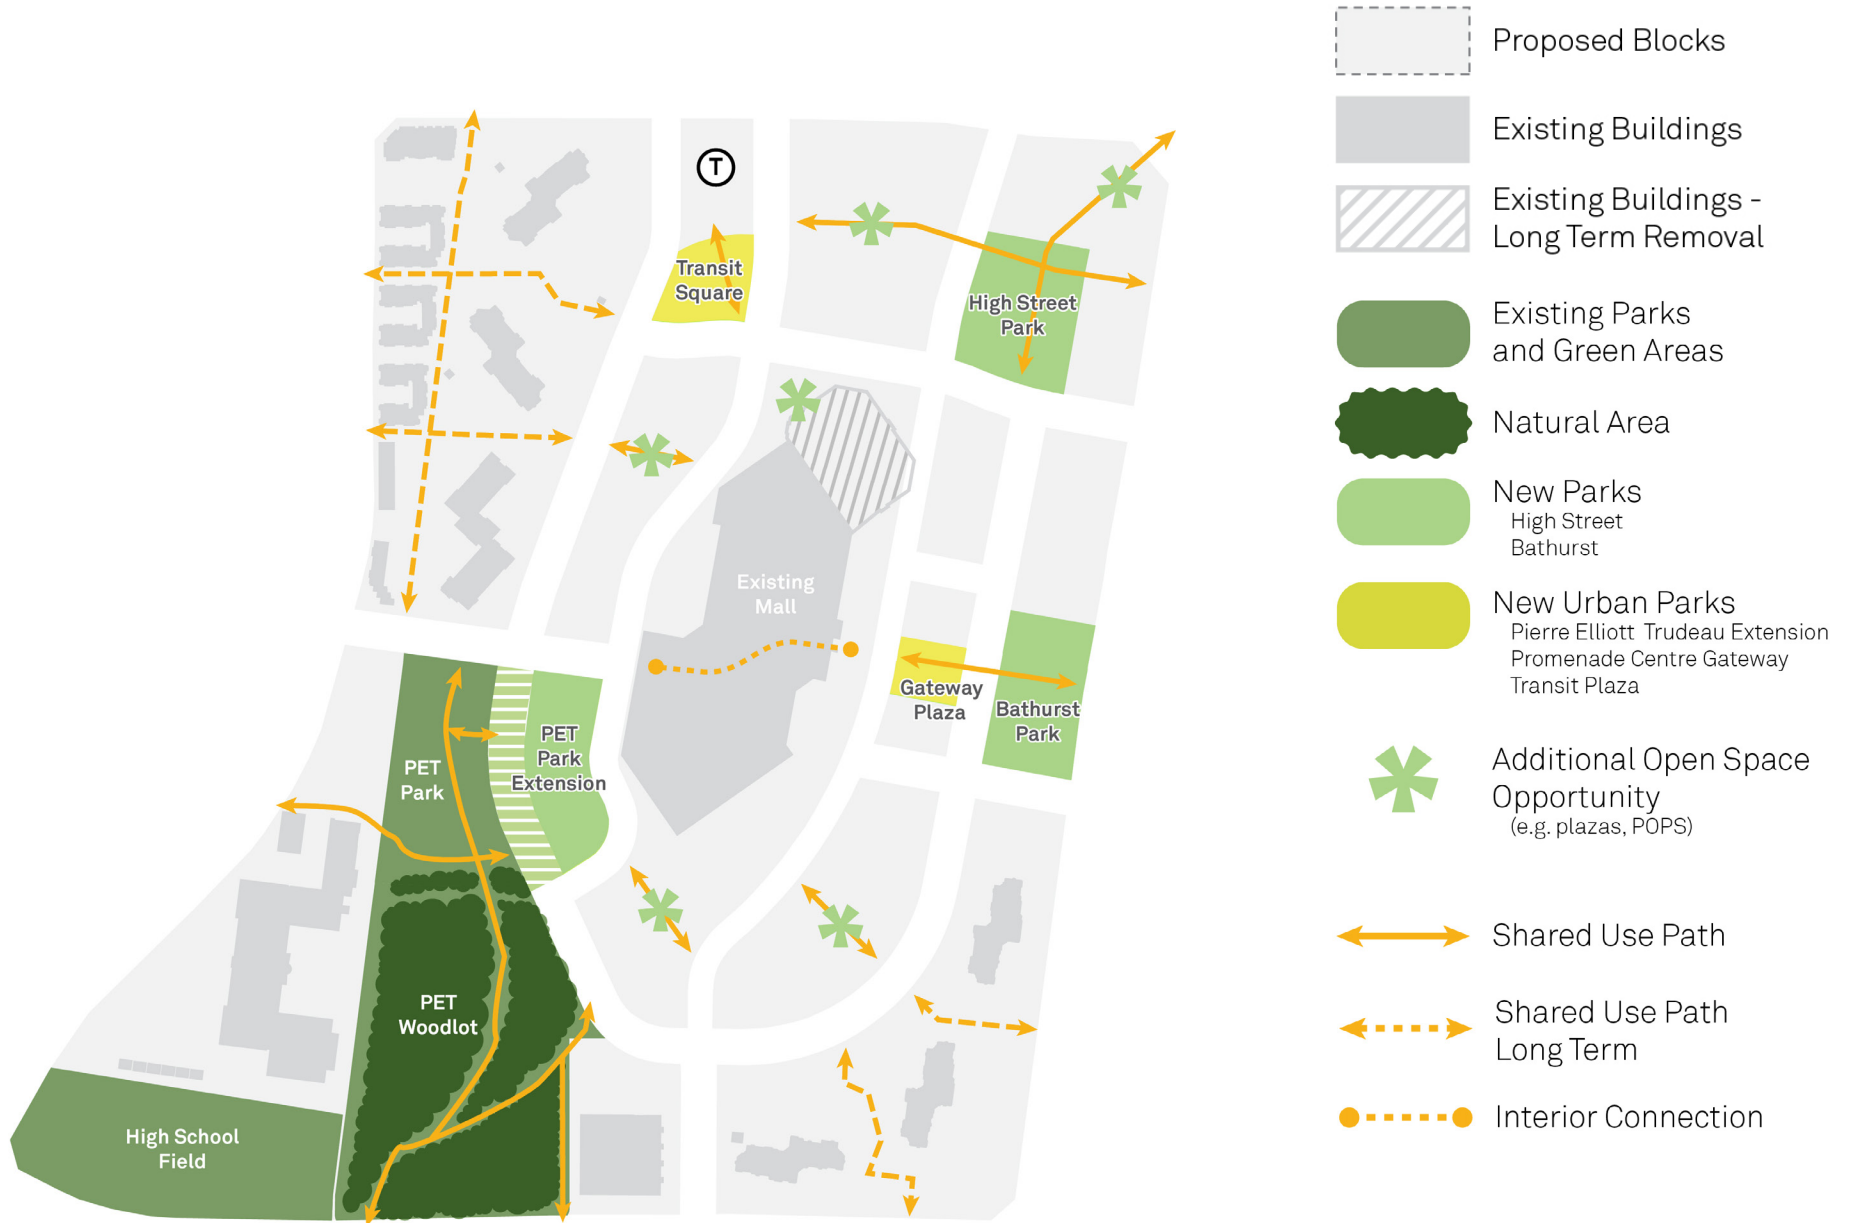 T
Transit
Square
High Street
Park
Existing
Mall
Gateway
Plaza
Bathurst
Park
PET
Park
PET
Park
Extension
PET
Woodlot
High School
Field
Proposed Blocks
Existing Buildings
Existing Buildings -
Long Term Removal
Existing Parks
and Green Areas
Natural Area
New Parks
High Street
Bathurst
New Urban Parks
Pierre Elliott Trudeau Extension
Promenade Centre Gateway
Transit Plaza
Additional Open Space
Opportunity
(e.g. plazas, POPS)
Shared Use Path
Shared Use Path
Long Term
Interior Connection